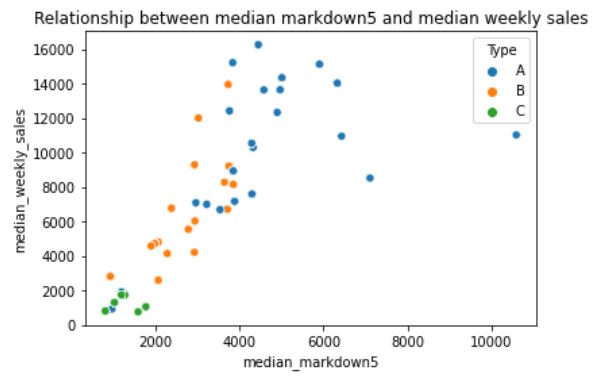 Relationship between median markdown5 and median weekly sales
Type
A
B
C
median_weekly_sales
16000
14000
12000
10000
8000
6000
4000
2000
0
2000 4000 6000 8000 10000
median_markdown5